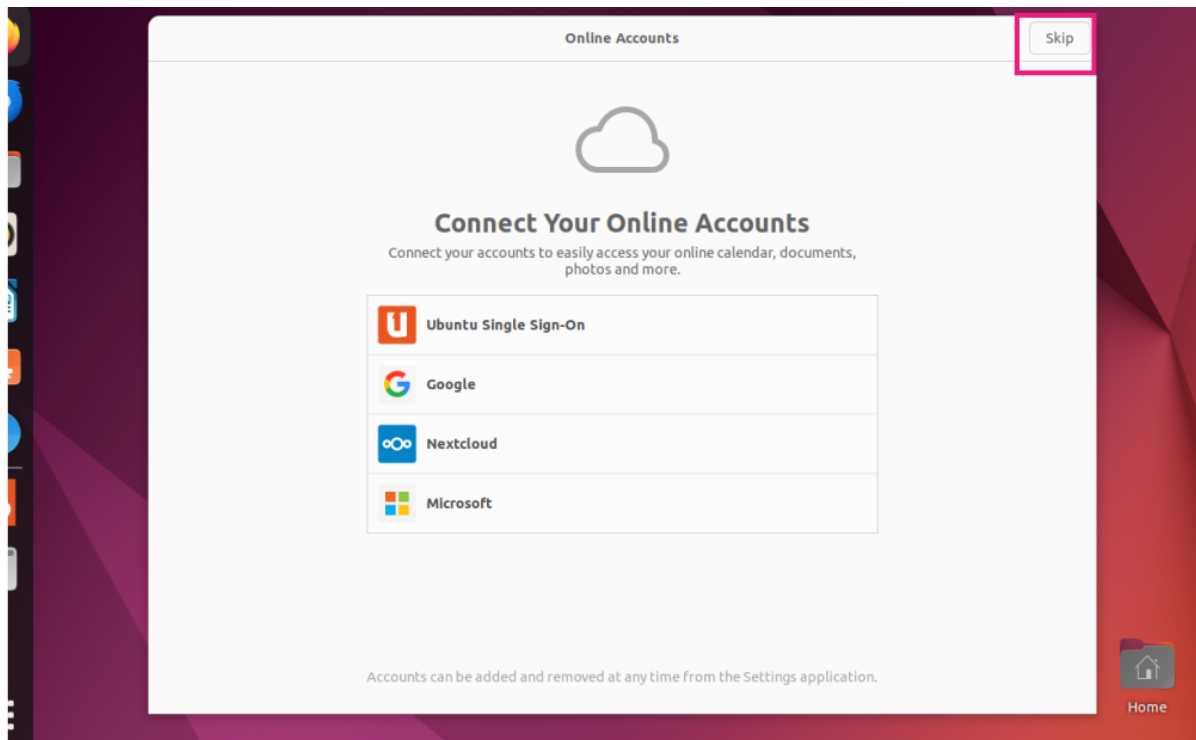 Online Accounts
Skip
Connect Your Online Accounts
Connect your accounts to easily access your online calendar, documents,
photos and more.
Ubuntu Single Sign-On
Google
Nextcloud
Microsoft
Accounts can be added and removed at any time from the Settings application.
Home